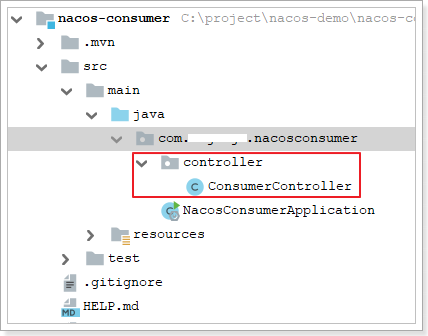 nacos-consumer C:\project\nacos-demo\nacos-co
.mvn
src
main
java
com. .nacosconsumer
controller
ConsumerController
NacosConsumerApplication
resources
test
.gitignore
MD HELP.md